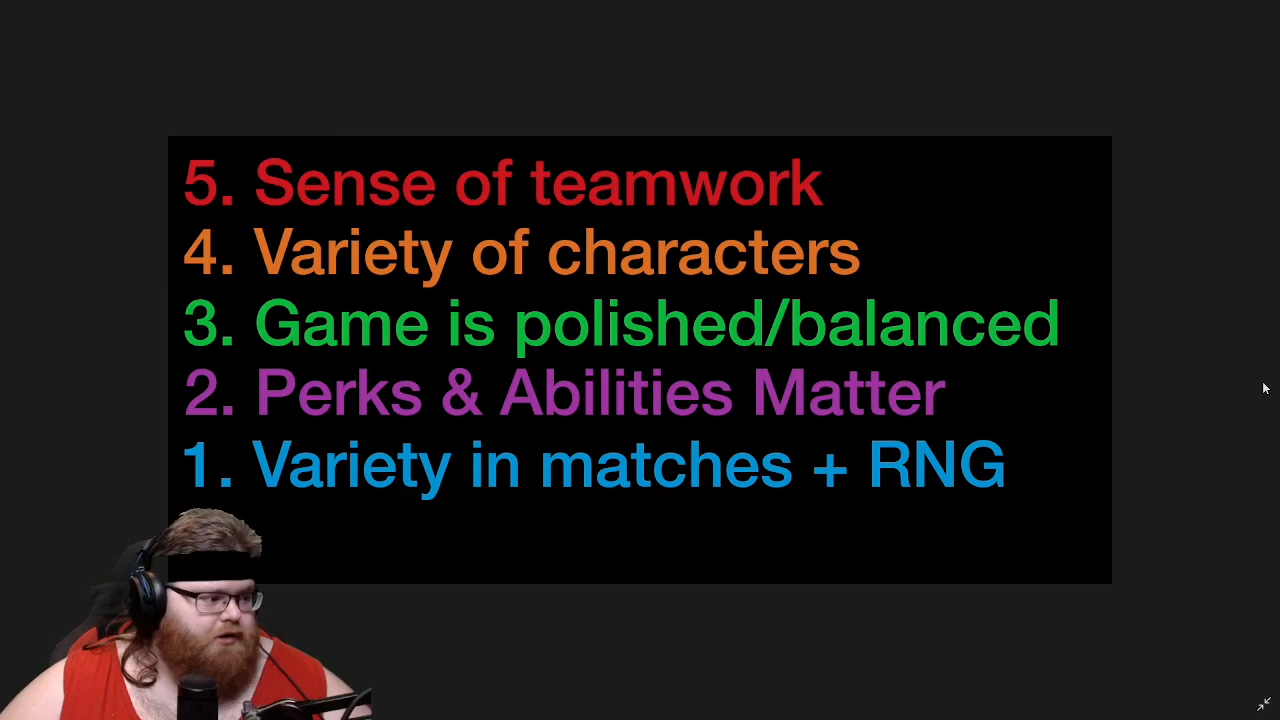 5. Sense of teamwork
4. Variety of characters
3. Game is polished/balanced
2. Perks & Abilities Matter
1. Variety in matches + RNG